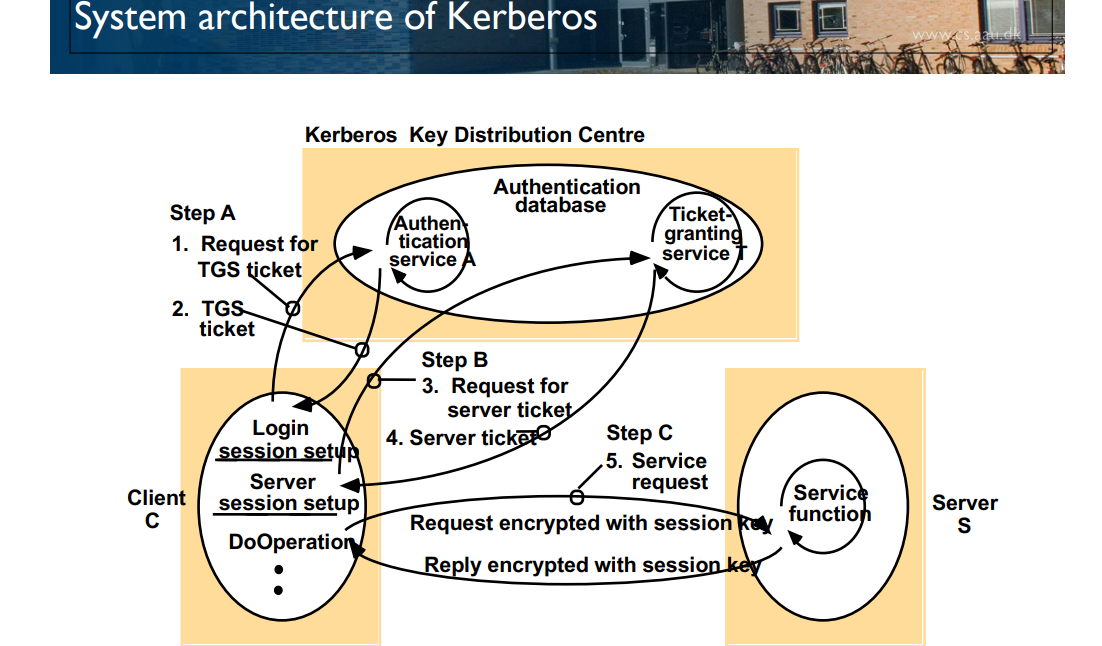 System architecture of Kerberos
www.cs.aau.dk
Kerberos Key Distribution Centre
Authentication
database
Authen-
tication
service A
Ticket-
granting
service T
Step A
1. Request for
TGS ticket
2. TGS
ticket
Step B
3. Request for
server ticket
4. Server ticket
Step C
5. Service
request
Login
session setup
Server
session setup
DoOperation
Client
C
Request encrypted with session key
Reply encrypted with session key
Service
function
Server
S